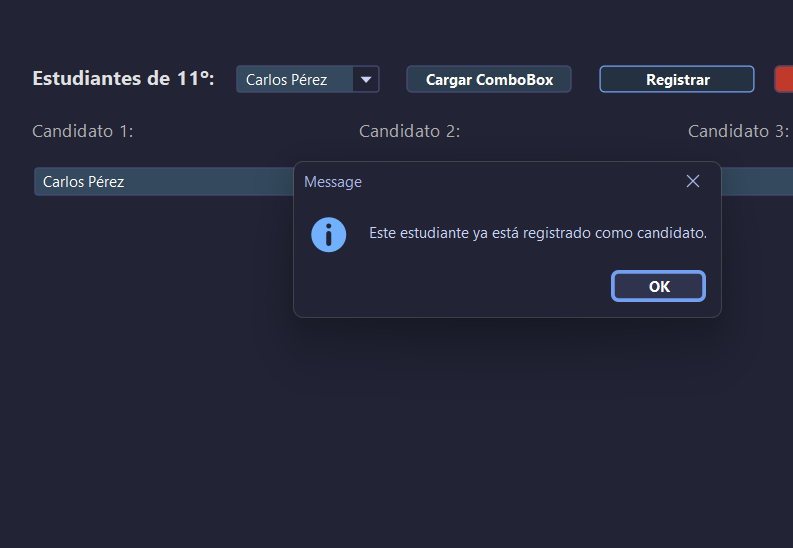 Estudiantes de 11º:
Carlos Pérez
Cargar ComboBox
Registrar
Candidato 1:
Candidato 2:
Candidato 3:
Carlos Pérez
Message
Este estudiante ya está registrado como candidato.
OK